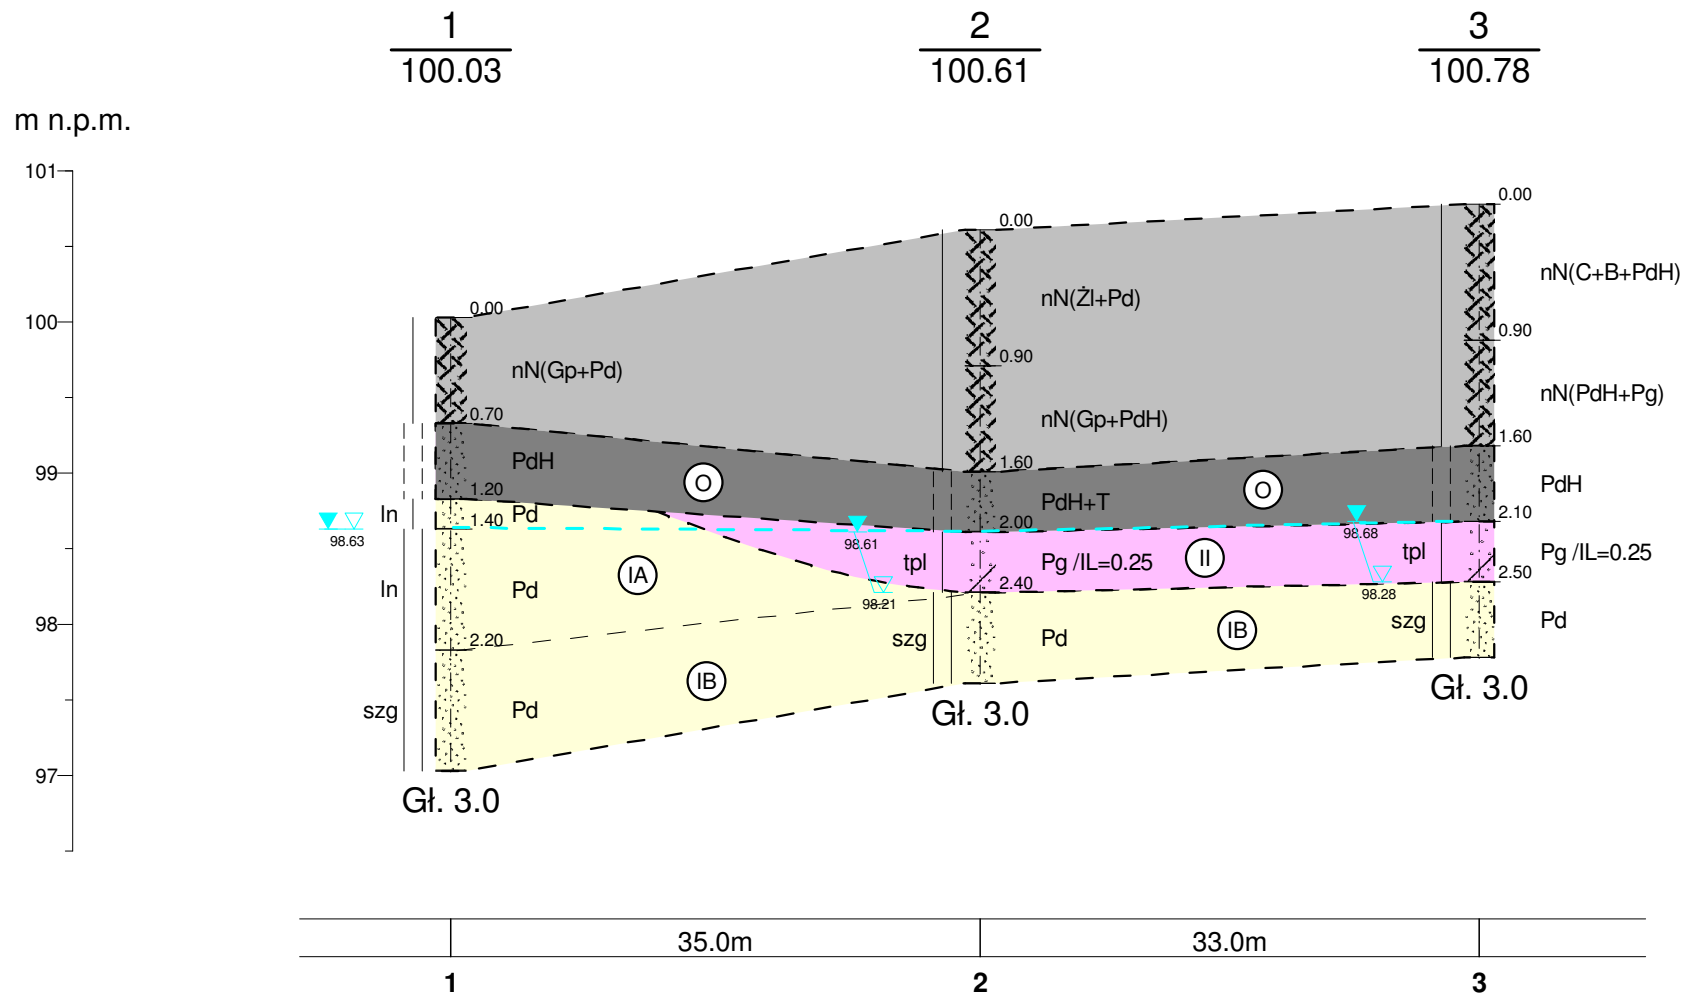 1 2 3
100.03 100.61 100.78
m n.p.m.
101
0.00
0.00
nN(C+B+PdH)
nN(Żl+Pd)
100
0.00
0.90
0.90
nN(Gp+Pd)
nN(PdH+Pg)
0.70
nN(Gp+PdH)
1.60
99
PdH
1.60
O
O
PdH
1.20
PdH+T
ln
Pd
1.40
2.00
2.10
98.63
98.61
98.68
tpl
Pg /IL=0.25
II
tpl
Pg /IL=0.25
IA
2.50
ln
Pd
2.40
98.21
98.28
98
Pd
szg
Pd
IB
szg
2.20
IB
Gł. 3.0
szg
Pd
Gł. 3.0
97
Gł. 3.0
35.0m 33.0m
1 2 3